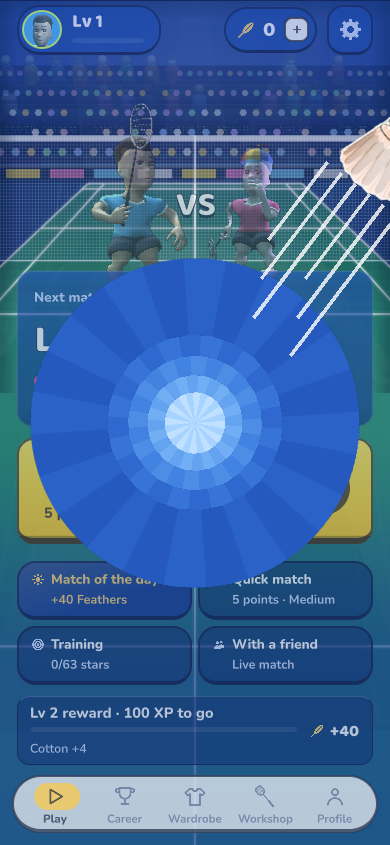 Lv 1
0
+
VS
Next
L
5
Match of the day
+40 Feathers
Quick match
5 points · Medium
Training
0/63 stars
With a friend
Live match
Lv 2 reward · 100 XP to go
+40
Cotton +4
Play
Career
Wardrobe
Workshop
Profile